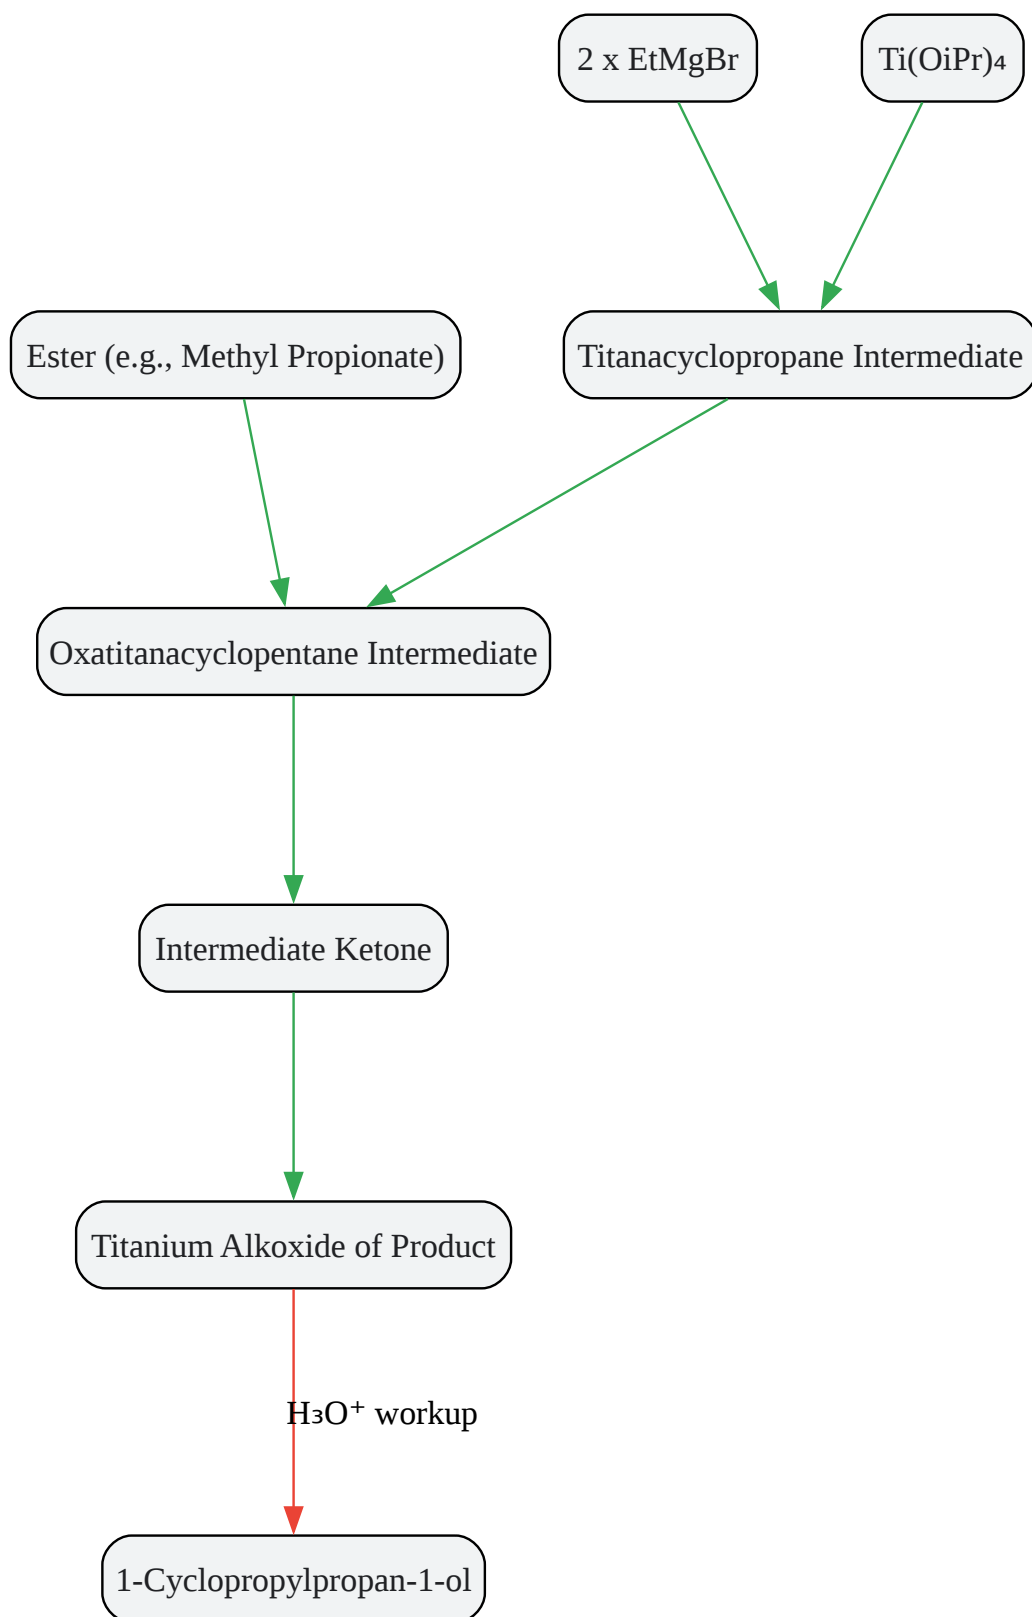 2 x EtMgBr
Ti(OiPr)₄
Ester (e.g., Methyl Propionate)
Titanacyclopropane Intermediate
Oxatitanacyclopentane Intermediate
Intermediate Ketone
Titanium Alkoxide of Product
H₃O⁺ workup
1-Cyclopropylpropan-1-ol